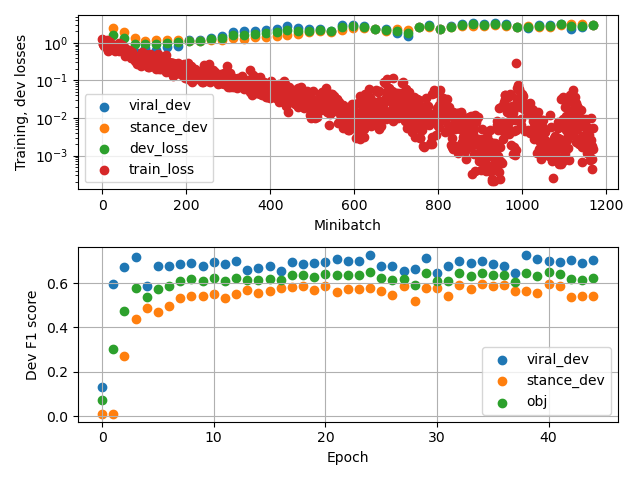 Training, dev losses
10⁰
10⁻¹
10⁻²
10⁻³
viral_dev
stance_dev
dev_loss
train_loss
0 200 400 600 800 1000 1200
Minibatch
Dev F1 score
0.6
0.4
0.2
0.0
viral_dev
stance_dev
obj
0 10 20 30 40
Epoch